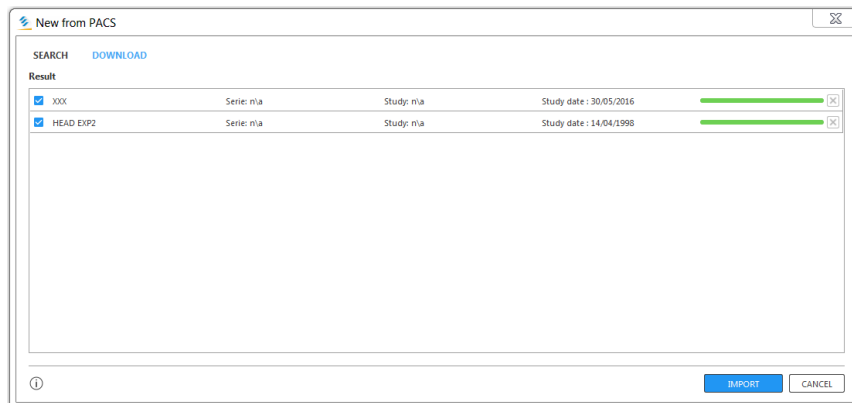 New from PACS
SEARCH DOWNLOAD
Result
XXX Serie: n\a Study: n\a Study date : 30/05/2016
HEAD EXP2 Serie: n\a Study: n\a Study date : 14/04/1998
IMPORT CANCEL